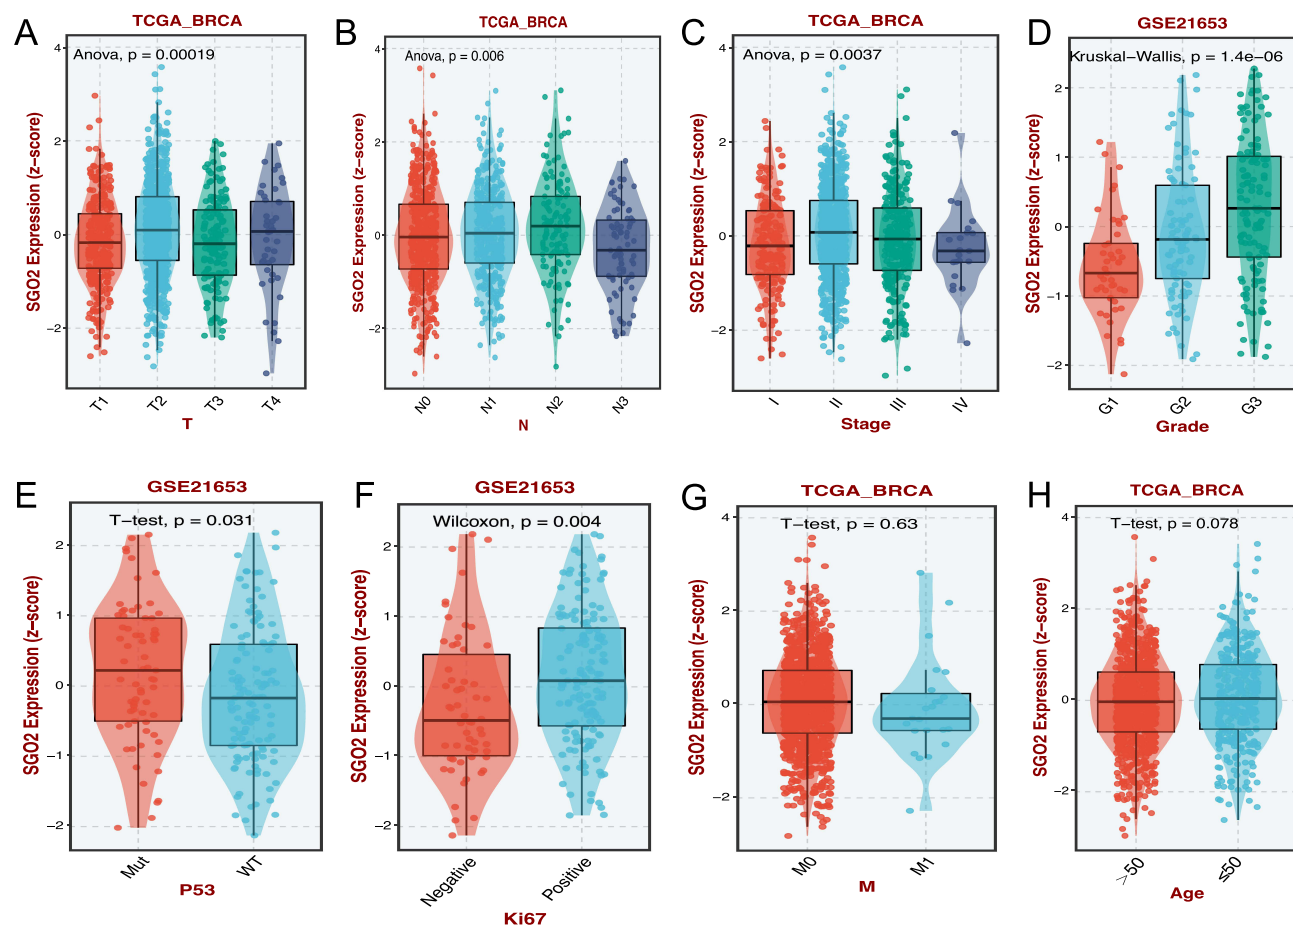 A
TCGA_BRCA
Anova, p = 0.00019
SGO2 Expression (z−score)
4
2
0
−2
T1
T2
T3
T4
T
B
TCGA_BRCA
Anova, p = 0.006
SGO2 Expression (z−score)
4
2
0
−2
N0
N1
N2
N3
N
C
TCGA_BRCA
Anova, p = 0.0037
SGO2 Expression (z−score)
4
2
0
−2
I
II
III
IV
Stage
D
GSE21653
Kruskal−Wallis, p = 1.4e−06
SGO2 Expression (z−score)
2
1
0
−1
−2
G1
G2
G3
Grade
E
GSE21653
T−test, p = 0.031
SGO2 Expression (z−score)
2
1
0
−1
−2
Mut
WT
P53
F
GSE21653
Wilcoxon, p = 0.004
SGO2 Expression (z−score)
2
1
0
−1
−2
Negative
Positive
Ki67
G
TCGA_BRCA
T−test, p = 0.63
SGO2 Expression (z−score)
4
2
0
−2
M0
M1
M
H
TCGA_BRCA
T−test, p = 0.078
SGO2 Expression (z−score)
4
2
0
−2
>50
≤50
Age